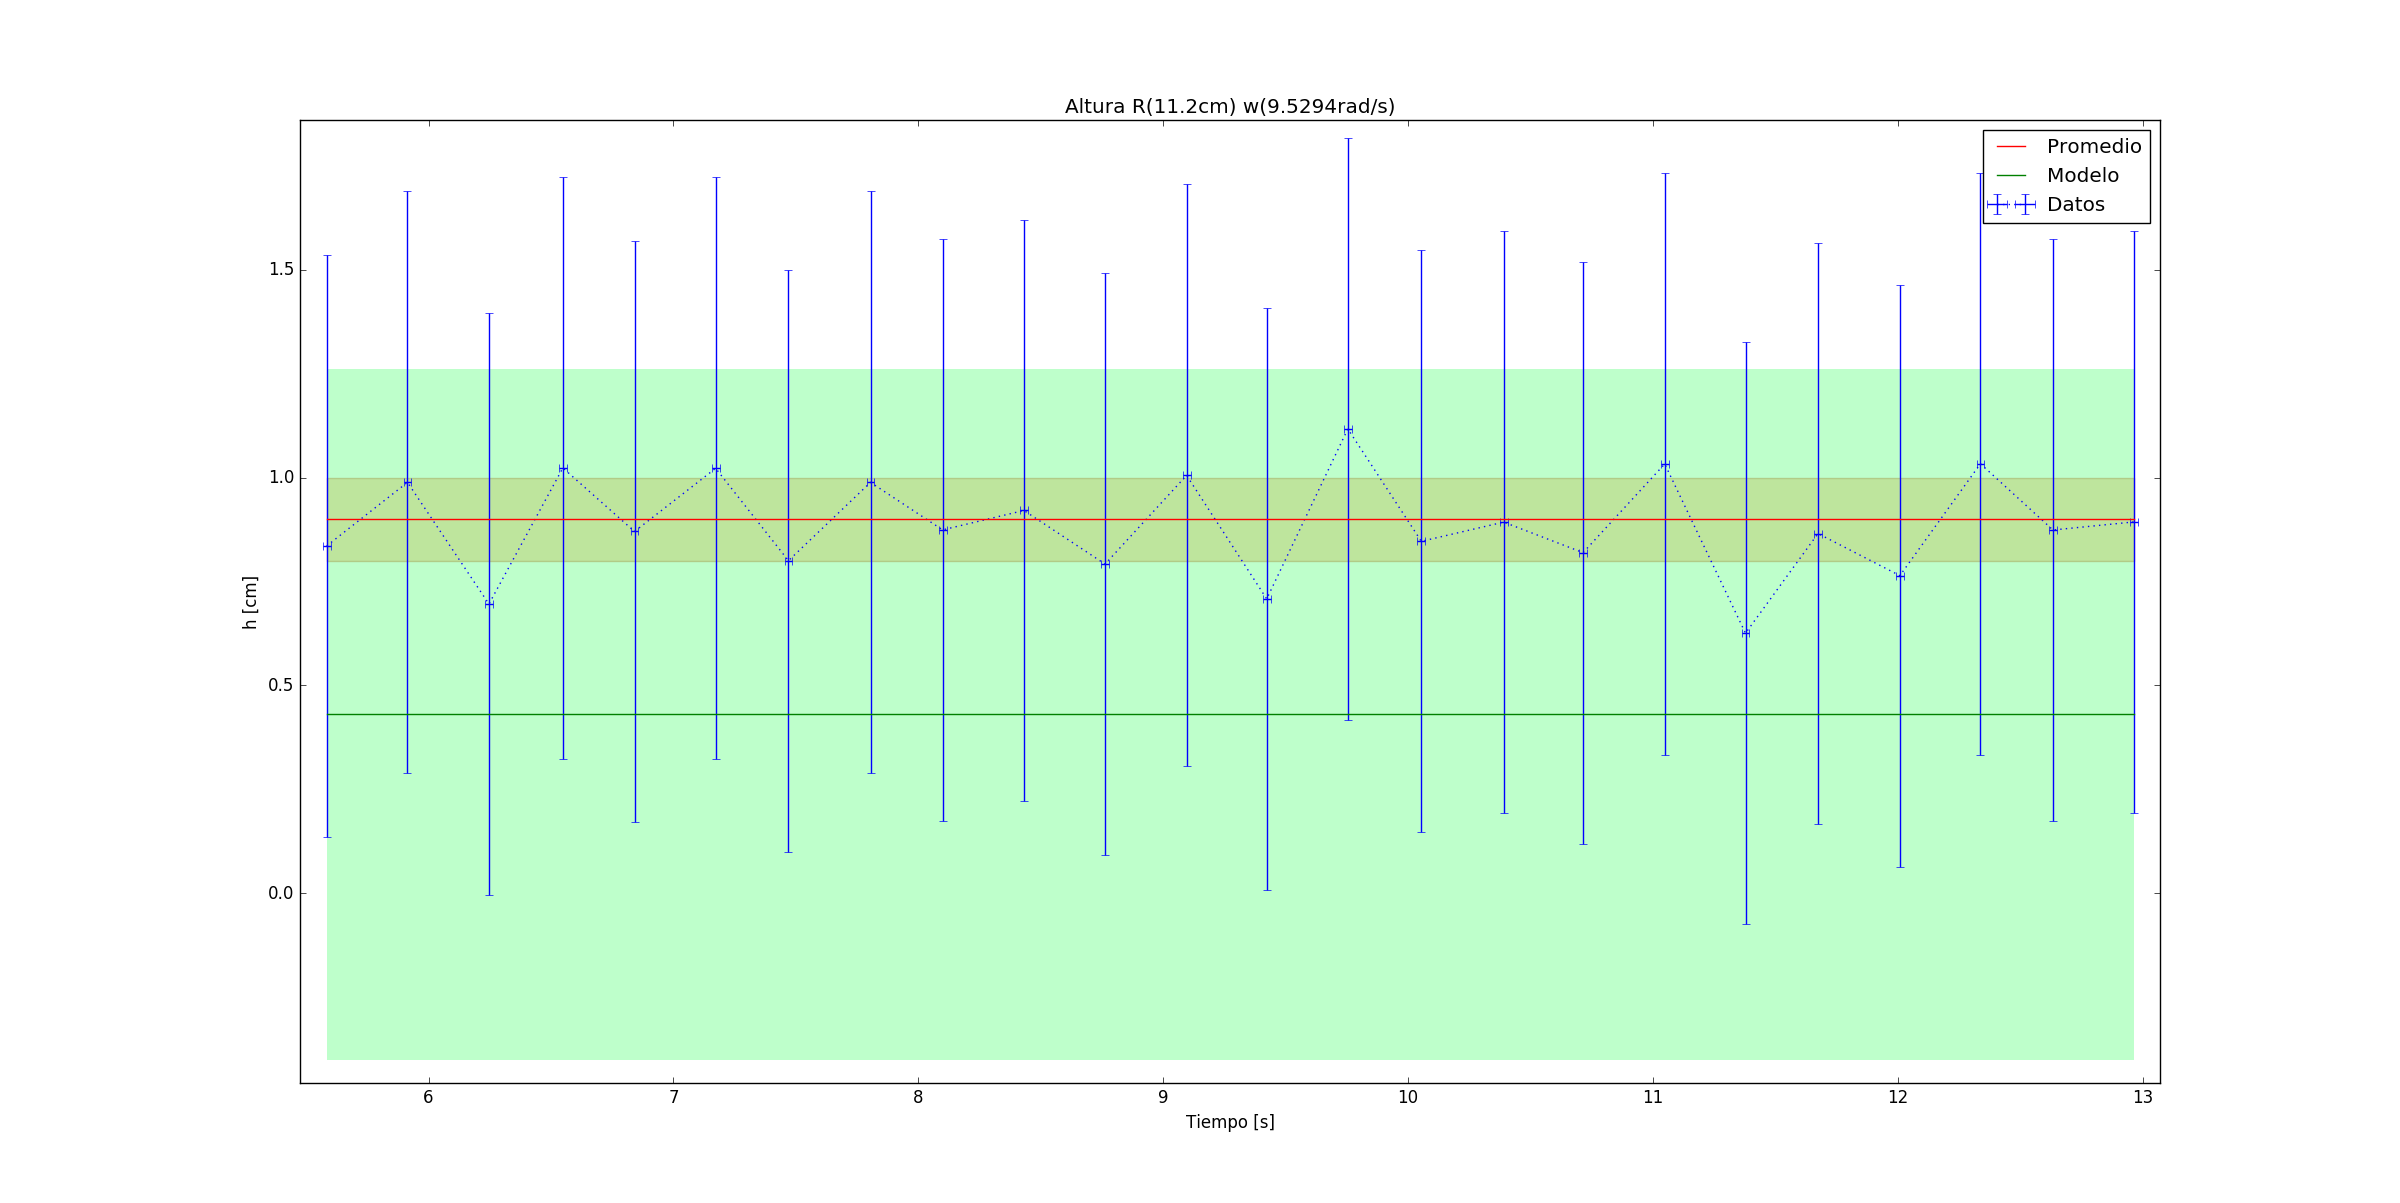 Altura R(11.2cm) w(9.5294rad/s)
Promedio
Modelo
Datos
1.5
1.0
0.5
0.0
h [cm]
6 7 8 9 10 11 12 13
Tiempo [s]